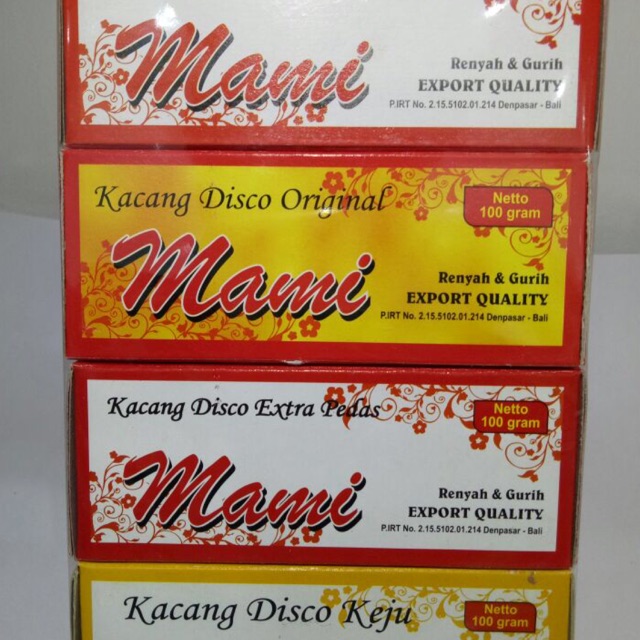 Mami
Renyah & Gurih
EXPORT QUALITY
P.IRT No. 2.15.5102.01.214 Denpasar - Bali
Kacang Disco Original
Netto
100 gram
Mami
Renyah & Gurih
EXPORT QUALITY
P.IRT No. 2.15.5102.01.214 Denpasar - Bali
Kacang Disco Extra Pedas
Netto
100 gram
Mami
Renyah & Gurih
EXPORT QUALITY
P.IRT No. 2.15.5102.01.214 Denpasar - Bali
Kacang Disco Keju
Netto
100 gram